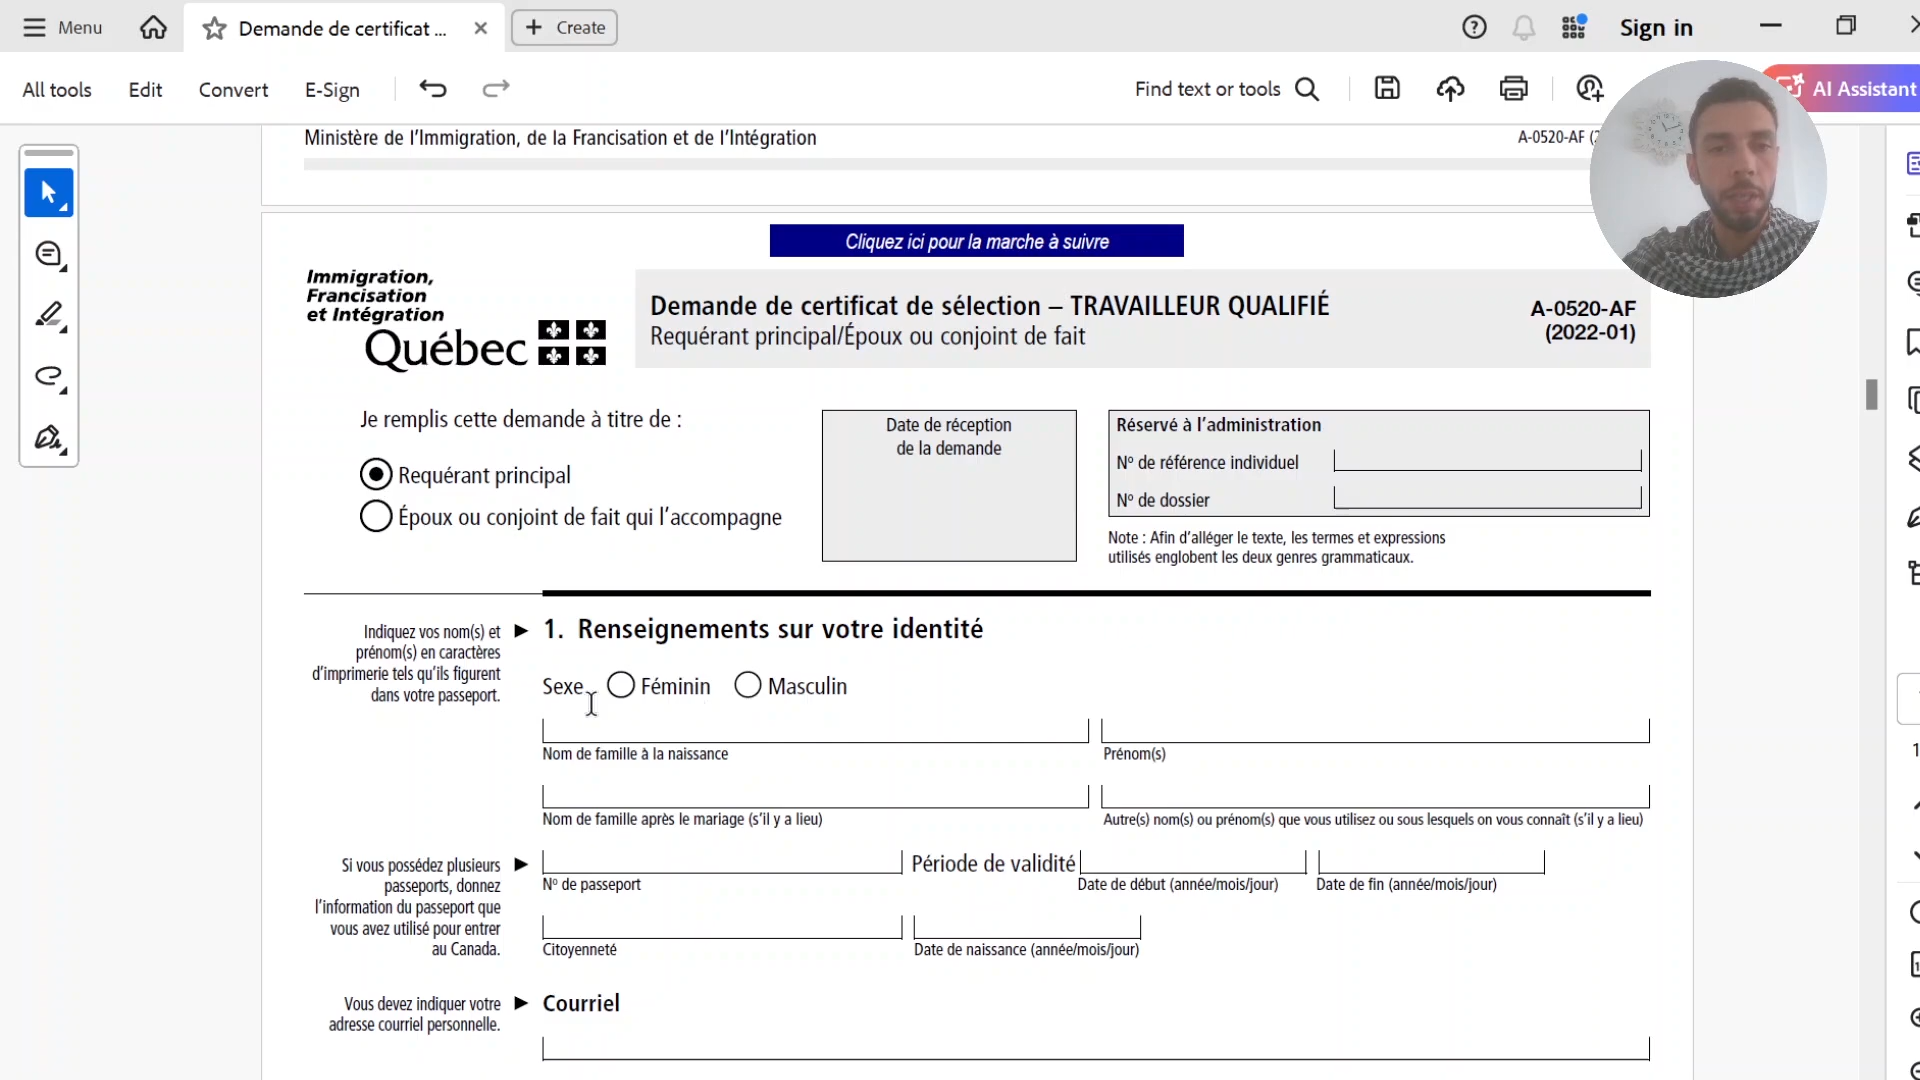 Menu
Demande de certificat ...
Create
Sign in
All tools
Edit
Convert
E-Sign
Find text or tools
AI Assistant
Ministère de l'Immigration, de la Francisation et de l'Intégration
A-0520-AF
Cliquez ici pour la marche à suivre
Immigration,
Francisation
et Intégration
Québec
Demande de certificat de sélection – TRAVAILLEUR QUALIFIÉ
Requérant principal/Époux ou conjoint de fait
A-0520-AF
(2022-01)
Je remplis cette demande à titre de :
Requérant principal
Époux ou conjoint de fait qui l'accompagne
Date de réception
de la demande
Réservé à l'administration
Nº de référence individuel
Nº de dossier
Note : Afin d'alléger le texte, les termes et expressions
utilisés englobent les deux genres grammaticaux.
Indiquez vos nom(s) et
prénom(s) en caractères
d'imprimerie tels qu'ils figurent
dans votre passeport.
1. Renseignements sur votre identité
Sexe Féminin Masculin
Nom de famille à la naissance
Prénom(s)
Nom de famille après le mariage (s'il y a lieu)
Autre(s) nom(s) ou prénom(s) que vous utilisez ou sous lesquels on vous connaît (s'il y a lieu)
Si vous possédez plusieurs
passeports, donnez
l'information du passeport que
vous avez utilisé pour entrer
au Canada.
Nº de passeport
Période de validité
Date de début (année/mois/jour)
Date de fin (année/mois/jour)
Citoyenneté
Date de naissance (année/mois/jour)
Vous devez indiquer votre
adresse courriel personnelle.
Courriel